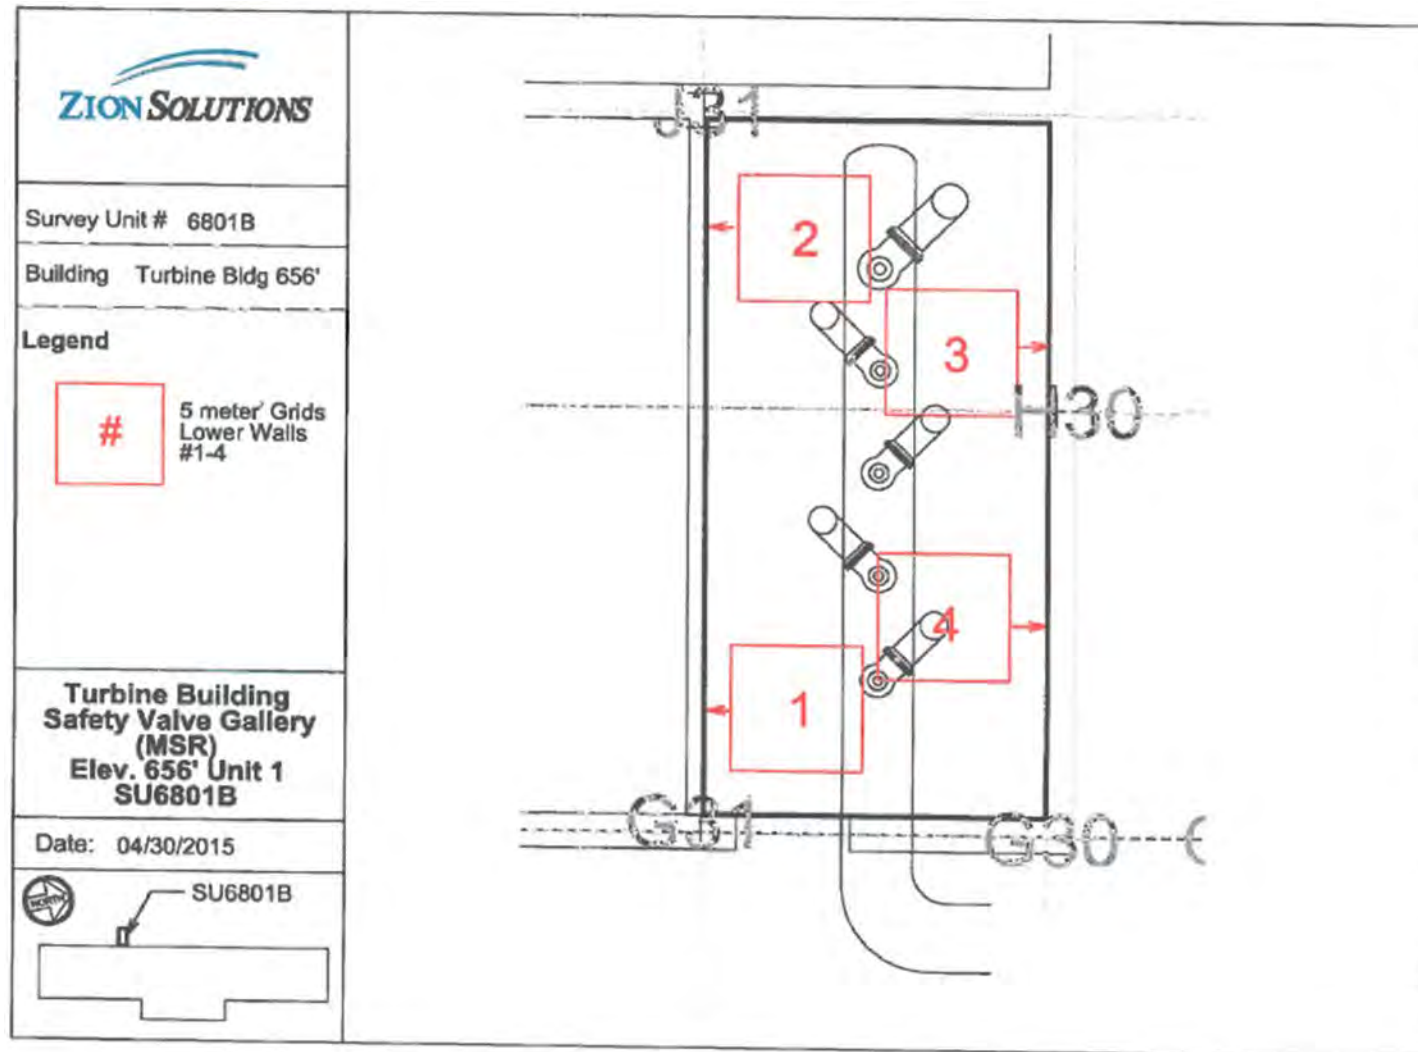 ZION SOLUTIONS
Survey Unit # 6801B
Building Turbine Bldg 656'
Legend
#
5 meter' Grids
Lower Walls
#1-4
Turbine Building
Safety Valve Gallery
(MSR)
Elev. 656' Unit 1
SU6801B
Date: 04/30/2015
NORTH
SU6801B
2
3
H30
4
1
G31
G30